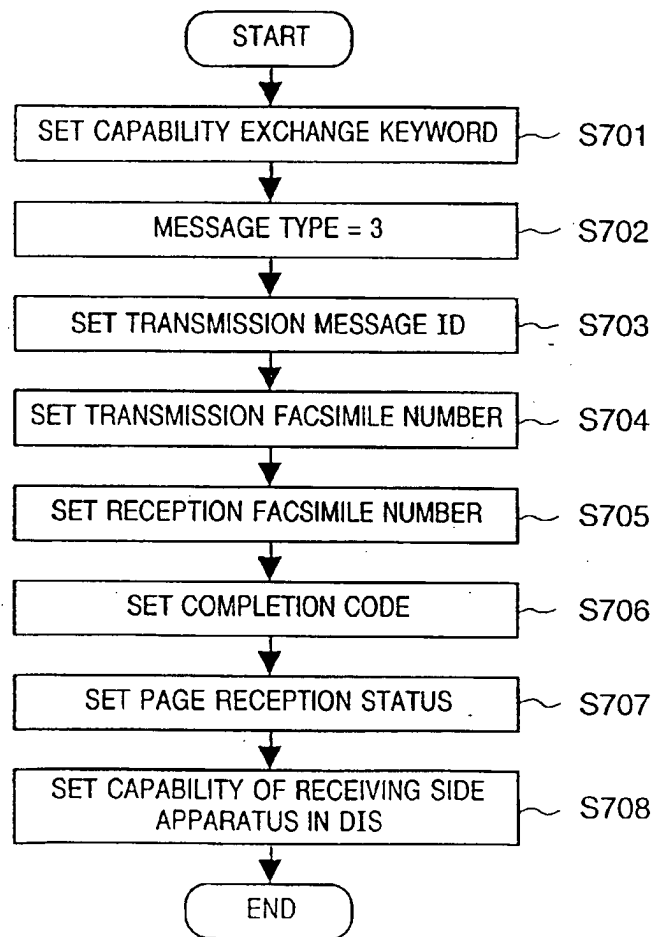 START
SET CAPABILITY EXCHANGE KEYWORD S701
MESSAGE TYPE = 3 S702
SET TRANSMISSION MESSAGE ID S703
SET TRANSMISSION FACSIMILE NUMBER S704
SET RECEPTION FACSIMILE NUMBER S705
SET COMPLETION CODE S706
SET PAGE RECEPTION STATUS S707
SET CAPABILITY OF RECEIVING SIDE
APPARATUS IN DIS S708
END